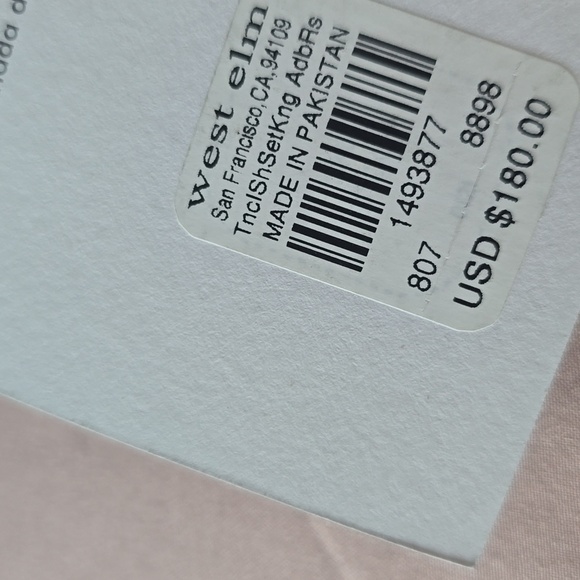 west elm
San Francisco, CA, 94109
TnclShSetKng AdbRs
MADE IN PAKISTAN
807 1493877 8898
USD $180.00